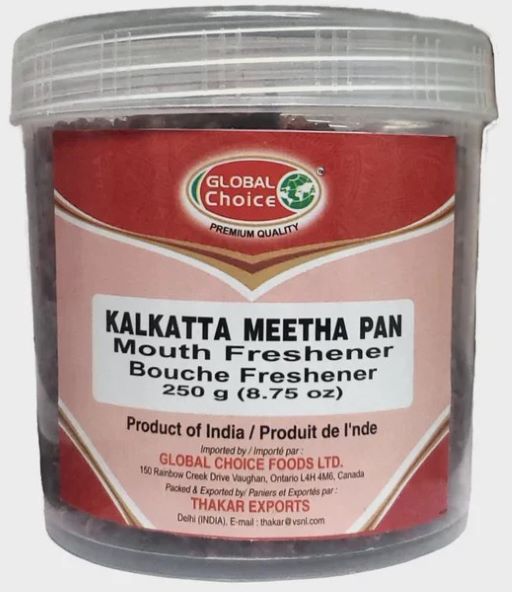 GLOBAL
Choice
PREMIUM QUALITY
KALKATTA MEETHA PAN
Mouth Freshener
Bouche Freshener
250 g (8.75 oz)
Product of India / Produit de l'nde
Imported by / Importé par :
GLOBAL CHOICE FOODS LTD.
150 Rainbow Creek Drive Vaughan, Ontario L4H 4M6, Canada
Packed & Exported by/ Paniers et Exportés par :
THAKAR EXPORTS
Delhi (INDIA), E-mail : thakar@vsnl.com